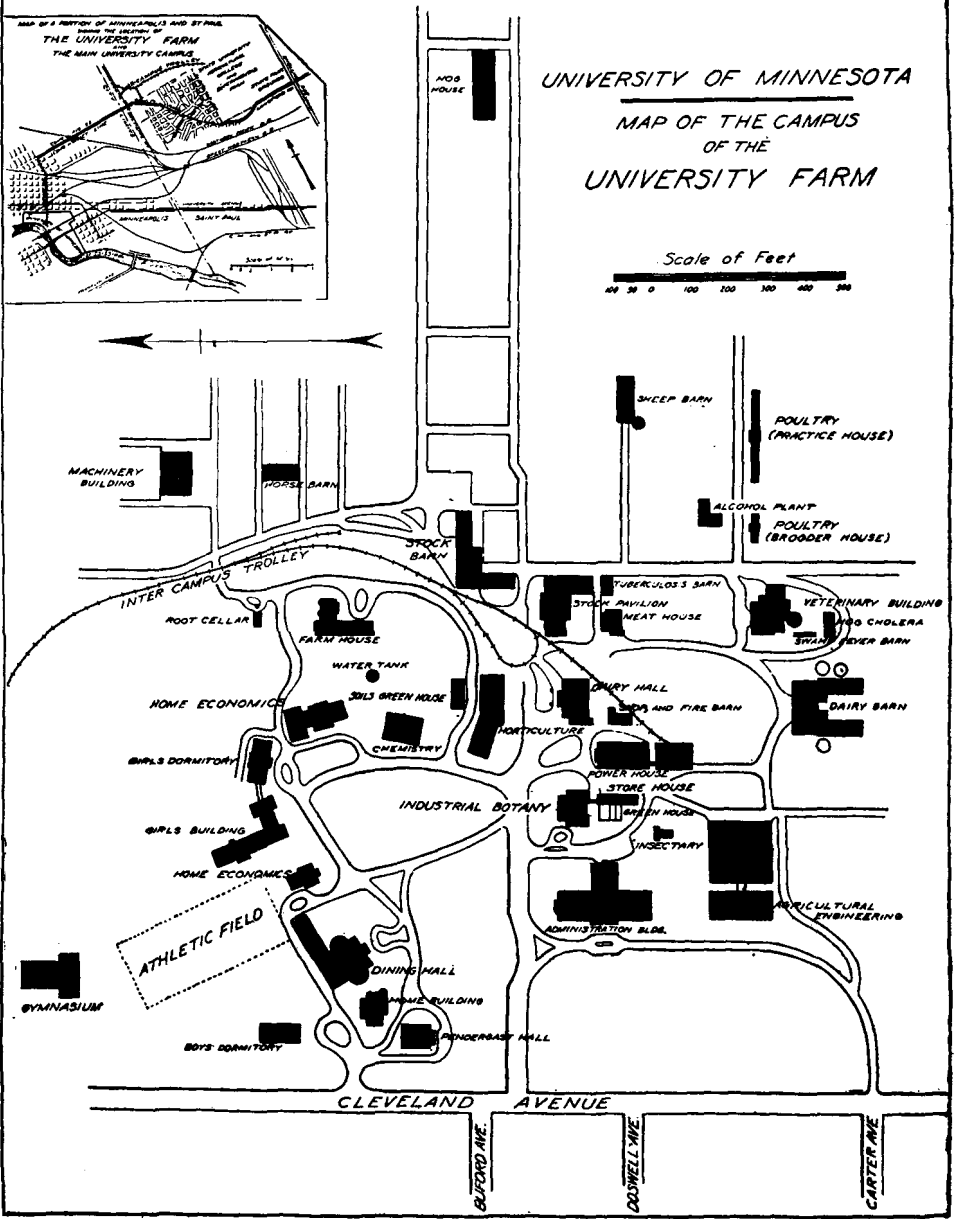 MAP OF A PORTION OF MINNEAPOLIS AND ST PAUL
SHOWING THE LOCATION OF
THE UNIVERSITY FARM
AND
THE MAIN UNIVERSITY CAMPUS
MINNEAPOLIS
SAINT PAUL
UNIVERSITY OF MINNESOTA
MAP OF THE CAMPUS
OF THE
UNIVERSITY FARM
Scale of Feet
100 50 0 100 200 300 400 500
HOG
HOUSE
SHEEP BARN
POULTRY
(PRACTICE HOUSE)
MACHINERY
BUILDING
HORSE BARN
ALCOHOL PLANT
POULTRY
(BROODER HOUSE)
STOCK
BARN
INTER CAMPUS TROLLEY
TUBERCULOSIS BARN
STOCK PAVILION
MEAT HOUSE
VETERINARY BUILDING
HOG CHOLERA
SWAMP FEVER BARN
ROOT CELLAR
FARM HOUSE
WATER TANK
SOILS GREEN HOUSE
HOME ECONOMICS
CHEMISTRY
HORTICULTURE
DAIRY HALL
AND FIRE BARN
DAIRY BARN
GIRLS DORMITORY
POWER HOUSE
STORE HOUSE
INDUSTRIAL BOTANY
GREEN HOUSE
GIRLS BUILDING
INSECTARY
HOME ECONOMICS
AGRICULTURAL
ENGINEERING
ATHLETIC FIELD
ADMINISTRATION BLDG.
DINING HALL
GYMNASIUM
HOME BUILDING
BOYS DORMITORY
PENDERGAST HALL
CLEVELAND AVENUE
BUFORD AVE.
DOSWELL AVE.
CARTER AVE